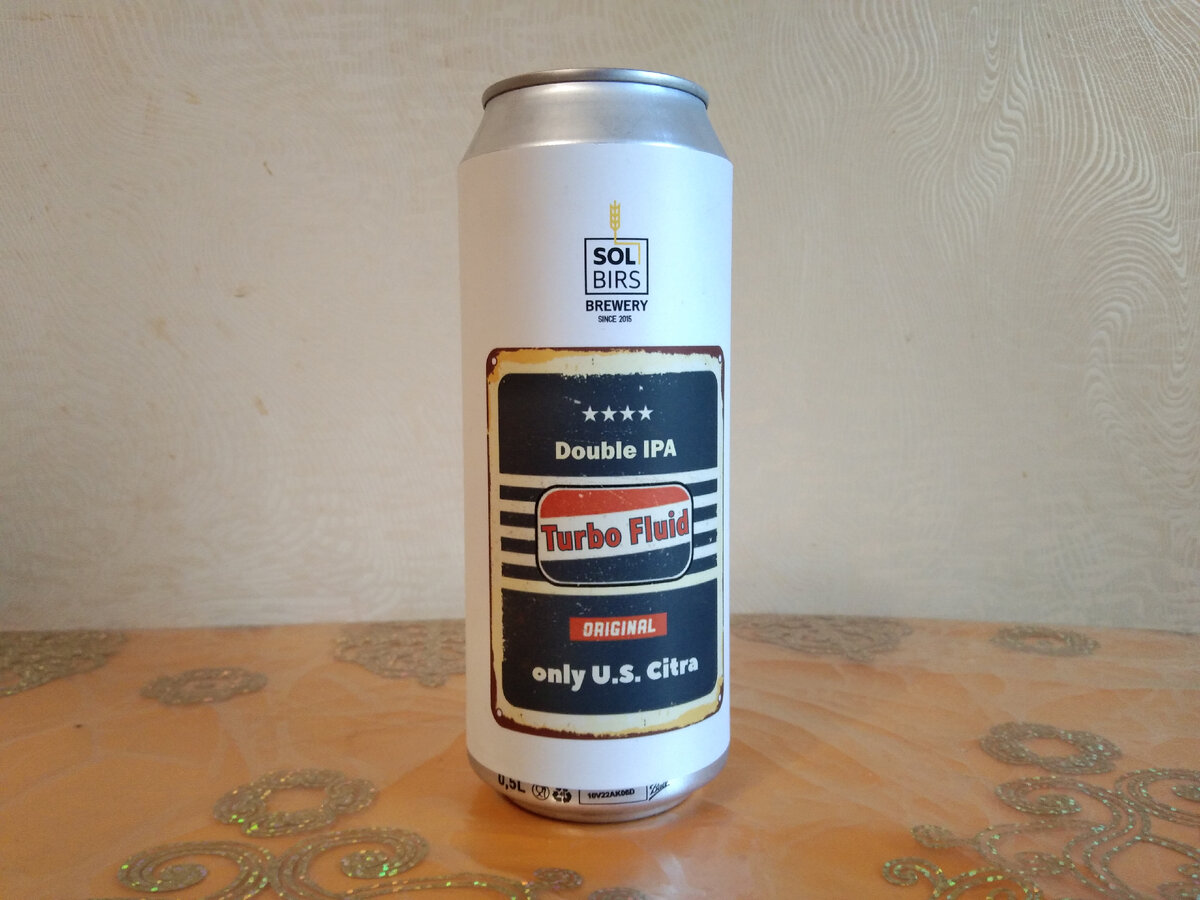 SOL
BIRS
BREWERY
SINCE 2015
Double IPA
Turbo Fluid
ORIGINAL
only U.S. Citra
0,5L